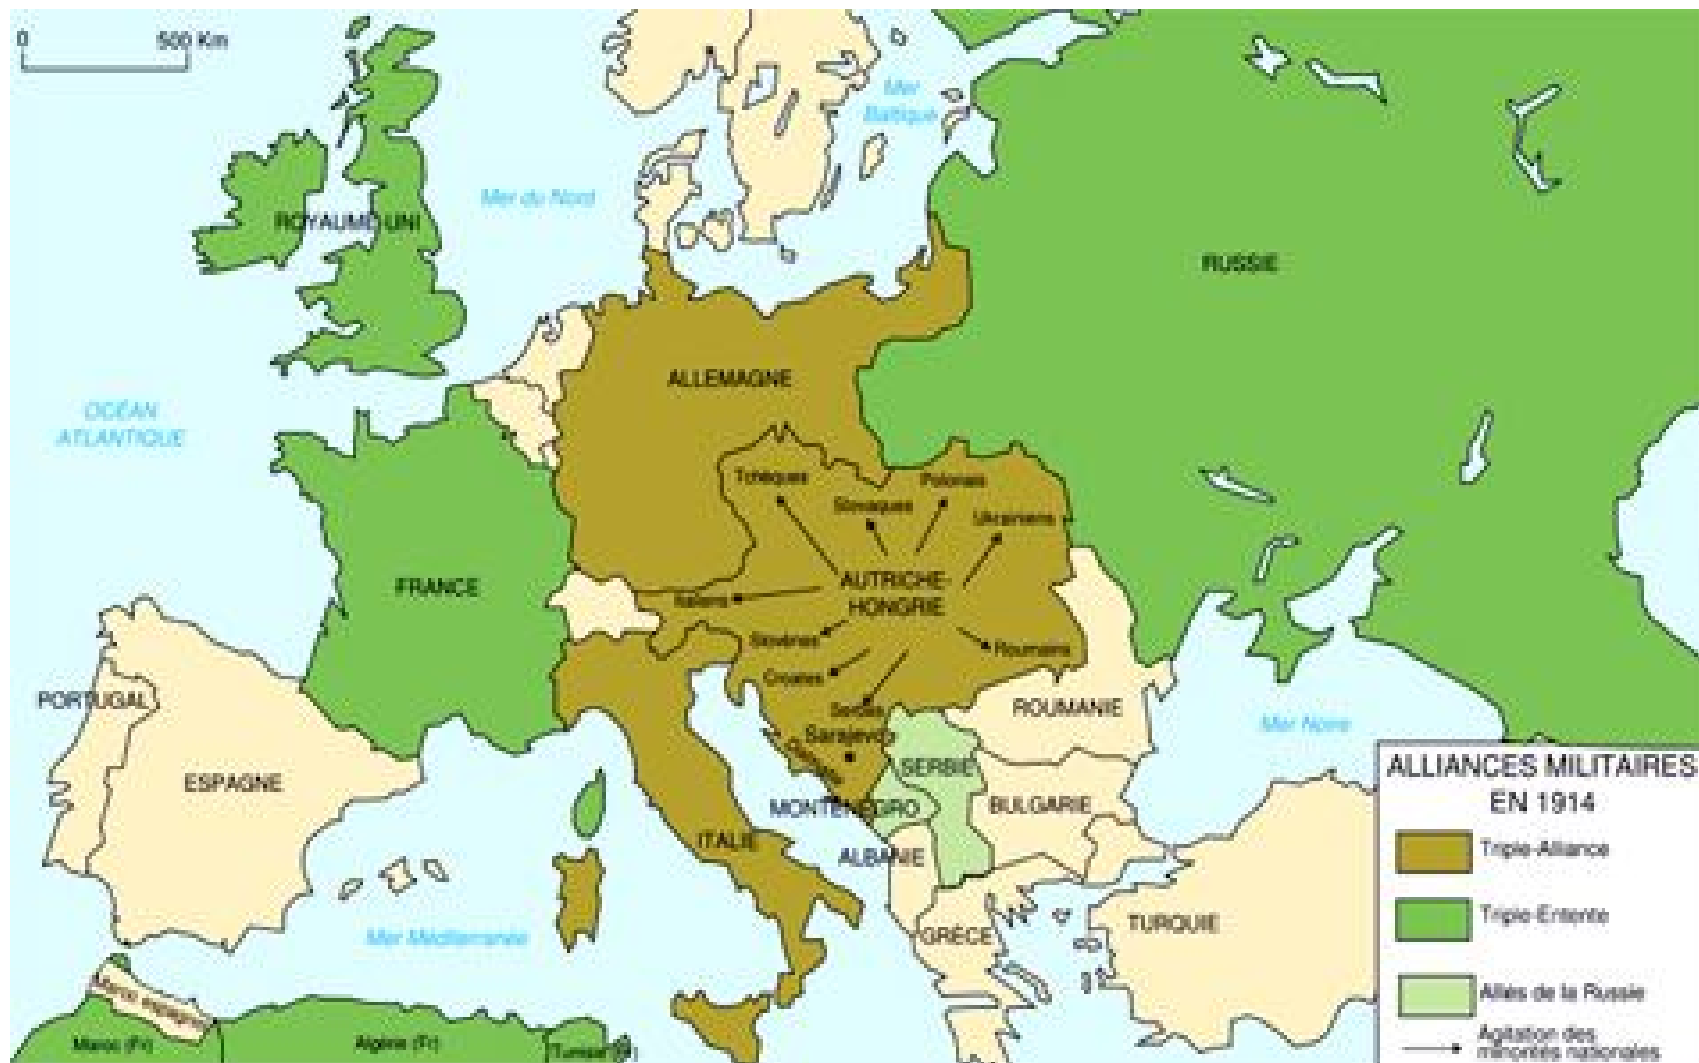 0 500 Km
Mer Baltique
Mer du Nord
ROYAUME-UNI
RUSSIE
ALLEMAGNE
OCÉAN
ATLANTIQUE
Tchèques
Polonais
Slovaques
Ukrainiens
FRANCE
AUTRICHE-
HONGRIE
Italiens
Slovènes
Roumains
Croates
PORTUGAL
Serbes
ROUMANIE
Mer Noire
Sarajevo
SERBIE
ESPAGNE
MONTENEGRO
BULGARIE
ITALIE
ALBANIE
TURQUIE
GRÈCE
Mer Méditerranée
Maroc espagnol
Maroc (Fr)
Algérie (Fr)
ALLIANCES MILITAIRES
EN 1914
Triple-Alliance
Triple-Entente
Alliés de la Russie
Agitation des
minorités nationales